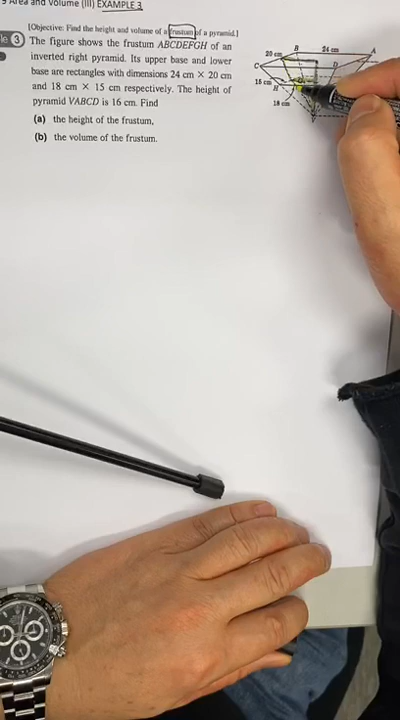 Area and Volume (III) EXAMPLE 3
[Objective: Find the height and volume of a frustum of a pyramid.]
3 The figure shows the frustum ABCDEFGH of an
inverted right pyramid. Its upper base and lower
base are rectangles with dimensions 24 cm × 20 cm
and 18 cm × 15 cm respectively. The height of
pyramid VABCD is 16 cm. Find
(a) the height of the frustum,
(b) the volume of the frustum.
B 24 cm A
20 cm
C D
15 cm
H
18 cm